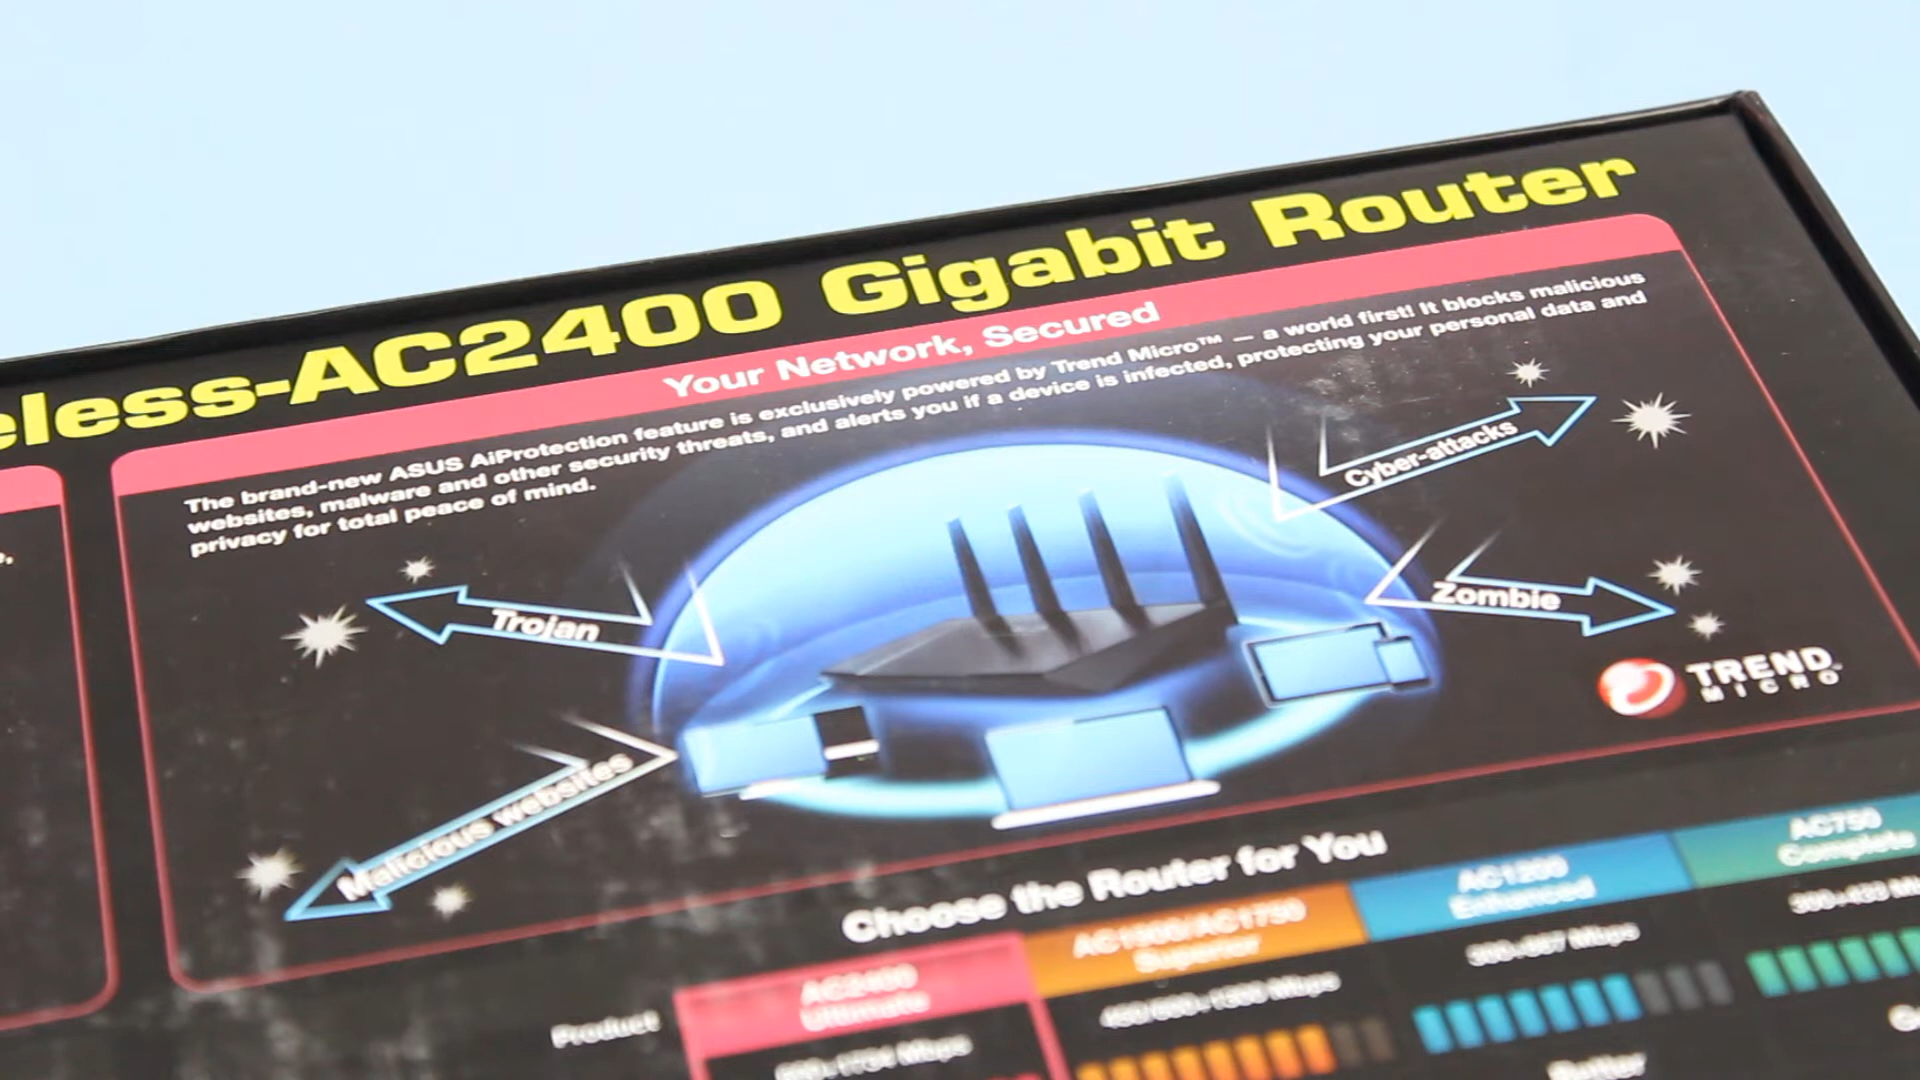 eless-AC2400 Gigabit Router
Your Network, Secured
The brand-new ASUS AiProtection feature is exclusively powered by Trend Micro™ — a world first! It blocks malicious
websites, malware and other security threats, and alerts you if a device is infected, protecting your personal data and
privacy for total peace of mind.
Cyber-attacks
Trojan
Zombie
TREND
MICRO
Malicious websites
Choose the Router for You
AC750
Complete
AC1200
Enhanced
AC1900/AC1750
Superior
AC2400
Ultimate
Product
Better